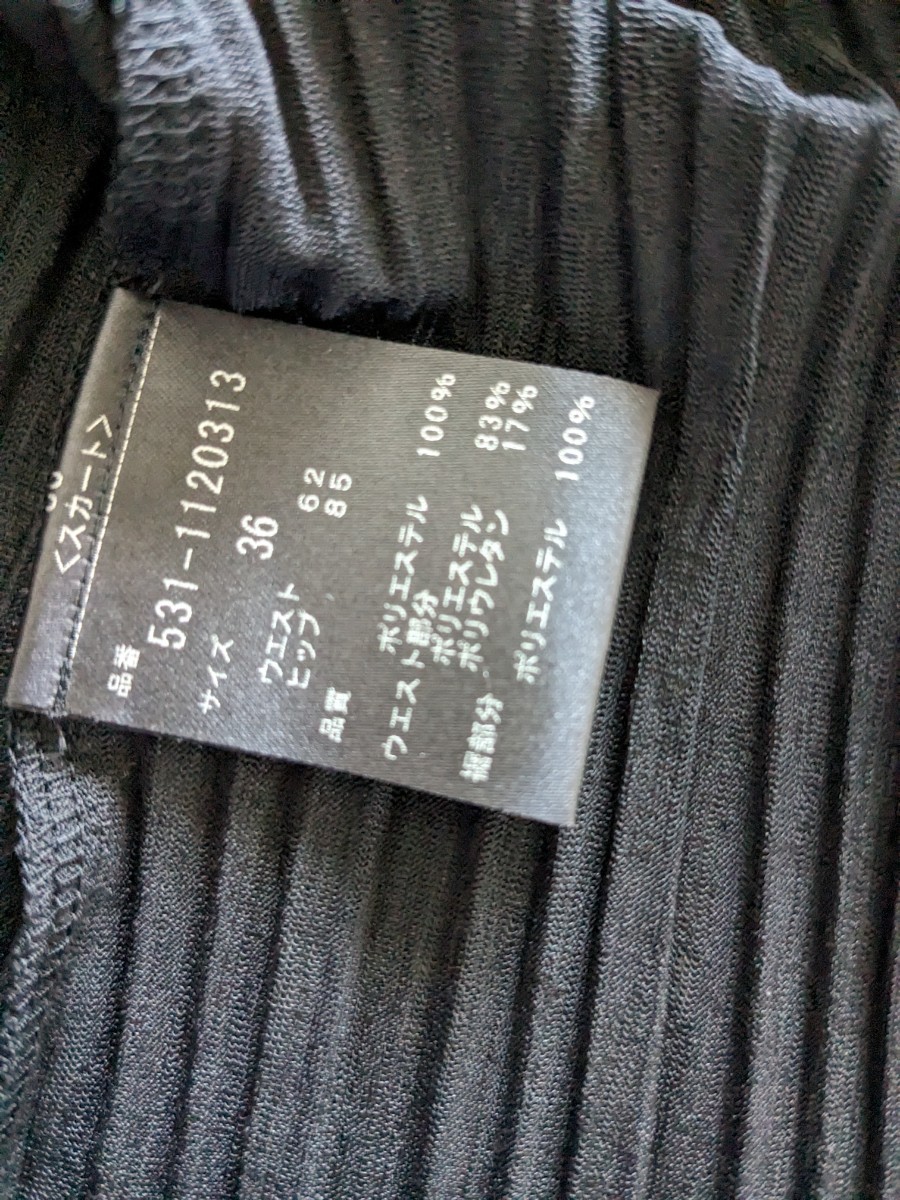 〈スカート〉
品番
531-1120313
サイズ 36
ウエスト 62
ヒップ 85
品質
ポリエステル 100%
ウエスト部分
ポリエステル 83%
ポリウレタン 17%
裾部分
ポリエステル 100%